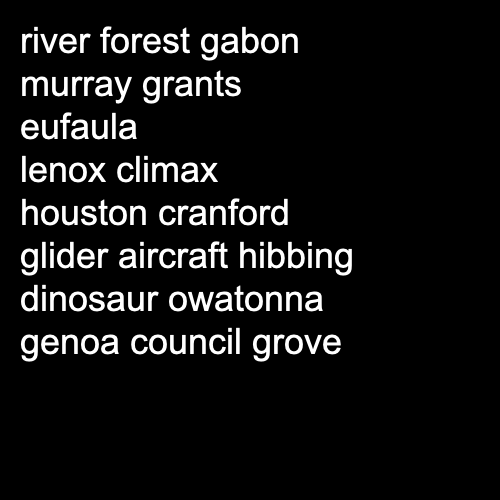 river forest gabon
murray grants
eufaula
lenox climax
houston cranford
glider aircraft hibbing
dinosaur owatonna
genoa council grove